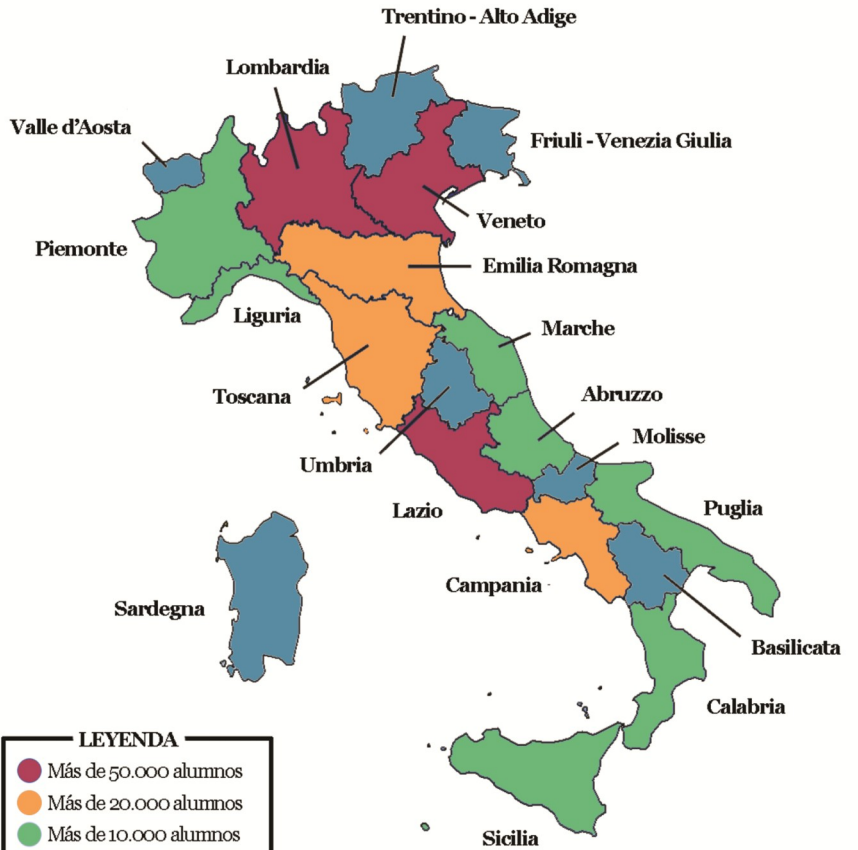 Trentino - Alto Adige
Lombardia
Valle d'Aosta
Friuli - Venezia Giulia
Veneto
Piemonte
Emilia Romagna
Liguria
Marche
Toscana
Abruzzo
Molisse
Umbria
Lazio
Puglia
Campania
Sardegna
Basilicata
Calabria
LEYENDA
Más de 50.000 alumnos
Más de 20.000 alumnos
Más de 10.000 alumnos
Sicilia